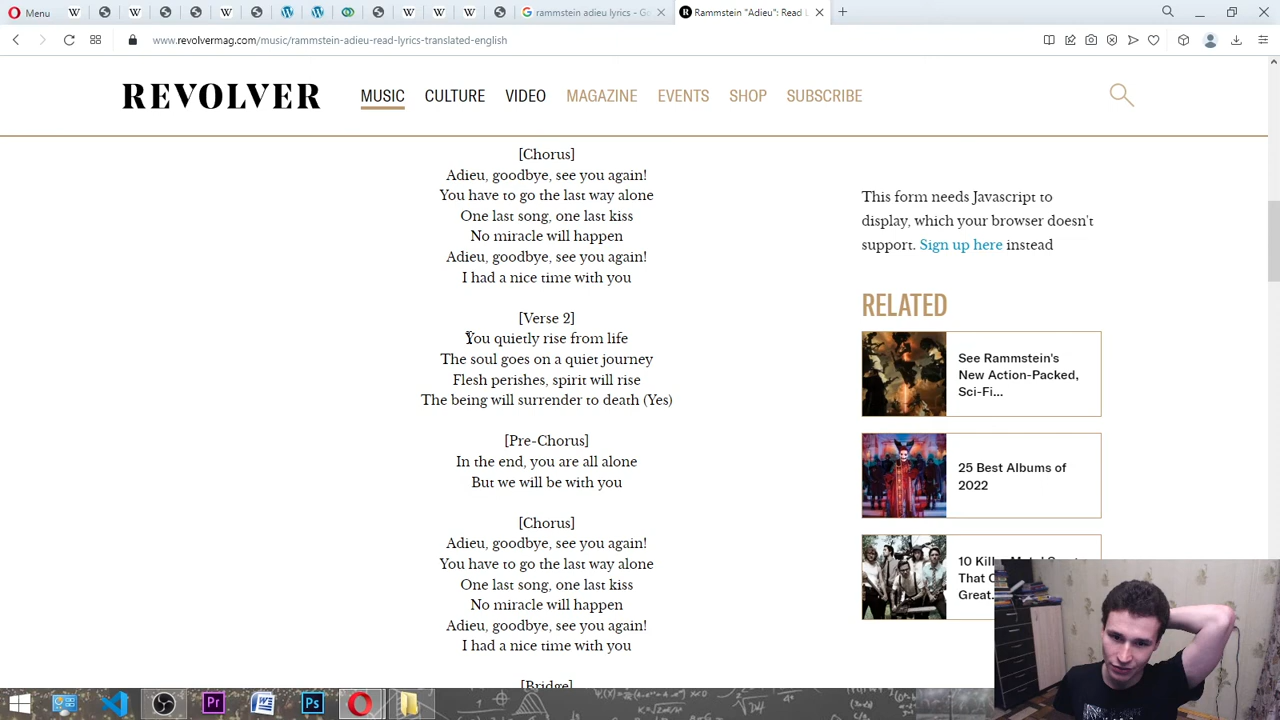 Menu
rammstein adieu lyrics - Go
Rammstein "Adieu": Read L
www.revolvermag.com/music/rammstein-adieu-read-lyrics-translated-english
REVOLVER
MUSIC CULTURE VIDEO MAGAZINE EVENTS SHOP SUBSCRIBE
[Chorus]
Adieu, goodbye, see you again!
You have to go the last way alone
One last song, one last kiss
No miracle will happen
Adieu, goodbye, see you again!
I had a nice time with you
[Verse 2]
You quietly rise from life
The soul goes on a quiet journey
Flesh perishes, spirit will rise
The being will surrender to death (Yes)
[Pre-Chorus]
In the end, you are all alone
But we will be with you
[Chorus]
Adieu, goodbye, see you again!
You have to go the last way alone
One last song, one last kiss
No miracle will happen
Adieu, goodbye, see you again!
I had a nice time with you
[Bridge]
This form needs Javascript to
display, which your browser doesn't
support. Sign up here instead
RELATED
See Rammstein's
New Action-Packed,
Sci-Fi...
25 Best Albums of
2022
10
That
Great.